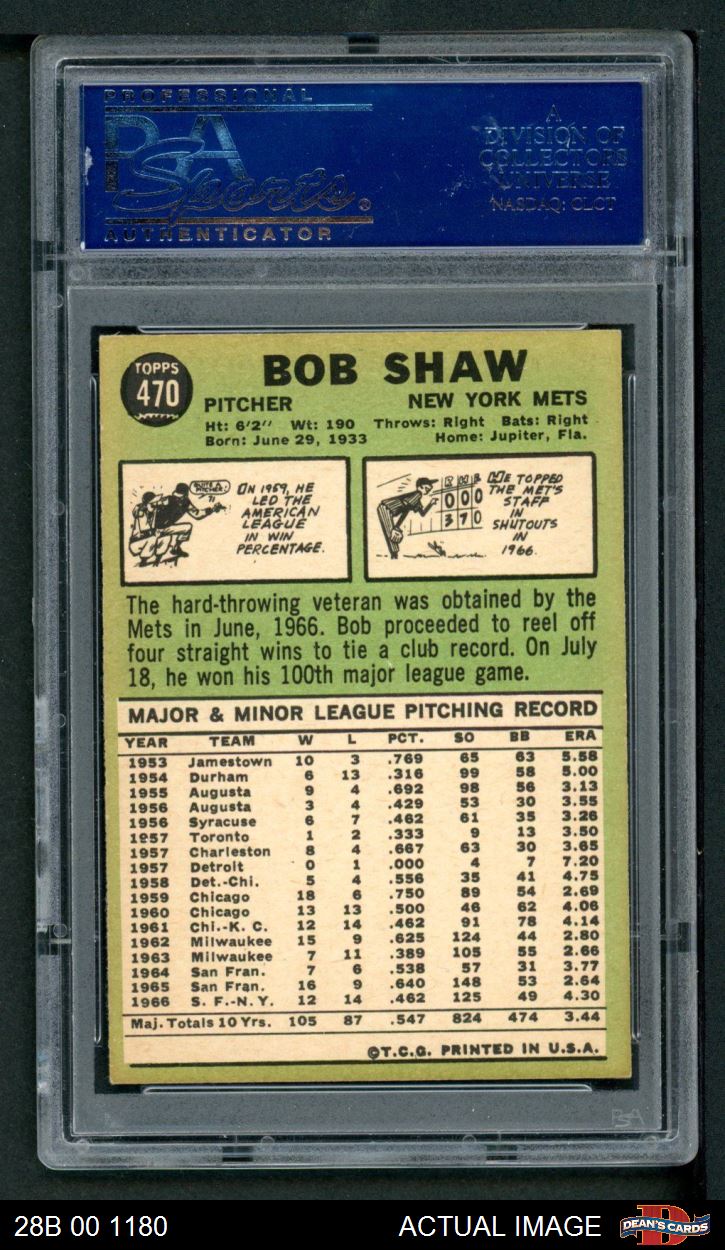 PROFESSIONAL
PSA
Sports®
AUTHENTICATOR
A
DIVISION OF
COLLECTORS
UNIVERSE
NASDAQ: CLCT
TOPPS
470
BOB SHAW
PITCHER NEW YORK METS
Ht: 6'2" Wt: 190 Throws: Right Bats: Right
Born: June 29, 1933 Home: Jupiter, Fla.
QUITE A
PITCHER!
ON 1959, HE
LED THE
AMERICAN
LEAGUE
IN WIN
PERCENTAGE.
R H E
0 0 0
3 7 0
HE TOPPED
THE MET'S
STAFF
IN
SHUTOUTS
IN
1966.
The hard-throwing veteran was obtained by the
Mets in June, 1966. Bob proceeded to reel off
four straight wins to tie a club record. On July
18, he won his 100th major league game.
MAJOR & MINOR LEAGUE PITCHING RECORD
YEAR TEAM W L PCT. SO BB ERA
1953 Jamestown 10 3 .769 65 63 5.58
1954 Durham 6 13 .316 99 58 5.00
1955 Augusta 9 4 .692 98 56 3.13
1956 Augusta 3 4 .429 53 30 3.55
1956 Syracuse 6 7 .462 61 35 3.26
1957 Toronto 1 2 .333 9 13 3.50
1957 Charleston 8 4 .667 63 30 3.65
1957 Detroit 0 1 .000 4 7 7.20
1958 Det.-Chi. 5 4 .556 35 41 4.75
1959 Chicago 18 6 .750 89 54 2.69
1960 Chicago 13 13 .500 46 62 4.06
1961 Chi.-K. C. 12 14 .462 91 78 4.14
1962 Milwaukee 15 9 .625 124 44 2.80
1963 Milwaukee 7 11 .389 105 55 2.66
1964 San Fran. 7 6 .538 57 31 3.77
1965 San Fran. 16 9 .640 148 53 2.64
1966 S. F.-N. Y. 12 14 .462 125 49 4.30
Maj. Totals 10 Yrs. 105 87 .547 824 474 3.44
©T.C.G. PRINTED IN U.S.A.
PSA
28B 00 1180 ACTUAL IMAGE
DEAN'S CARDS